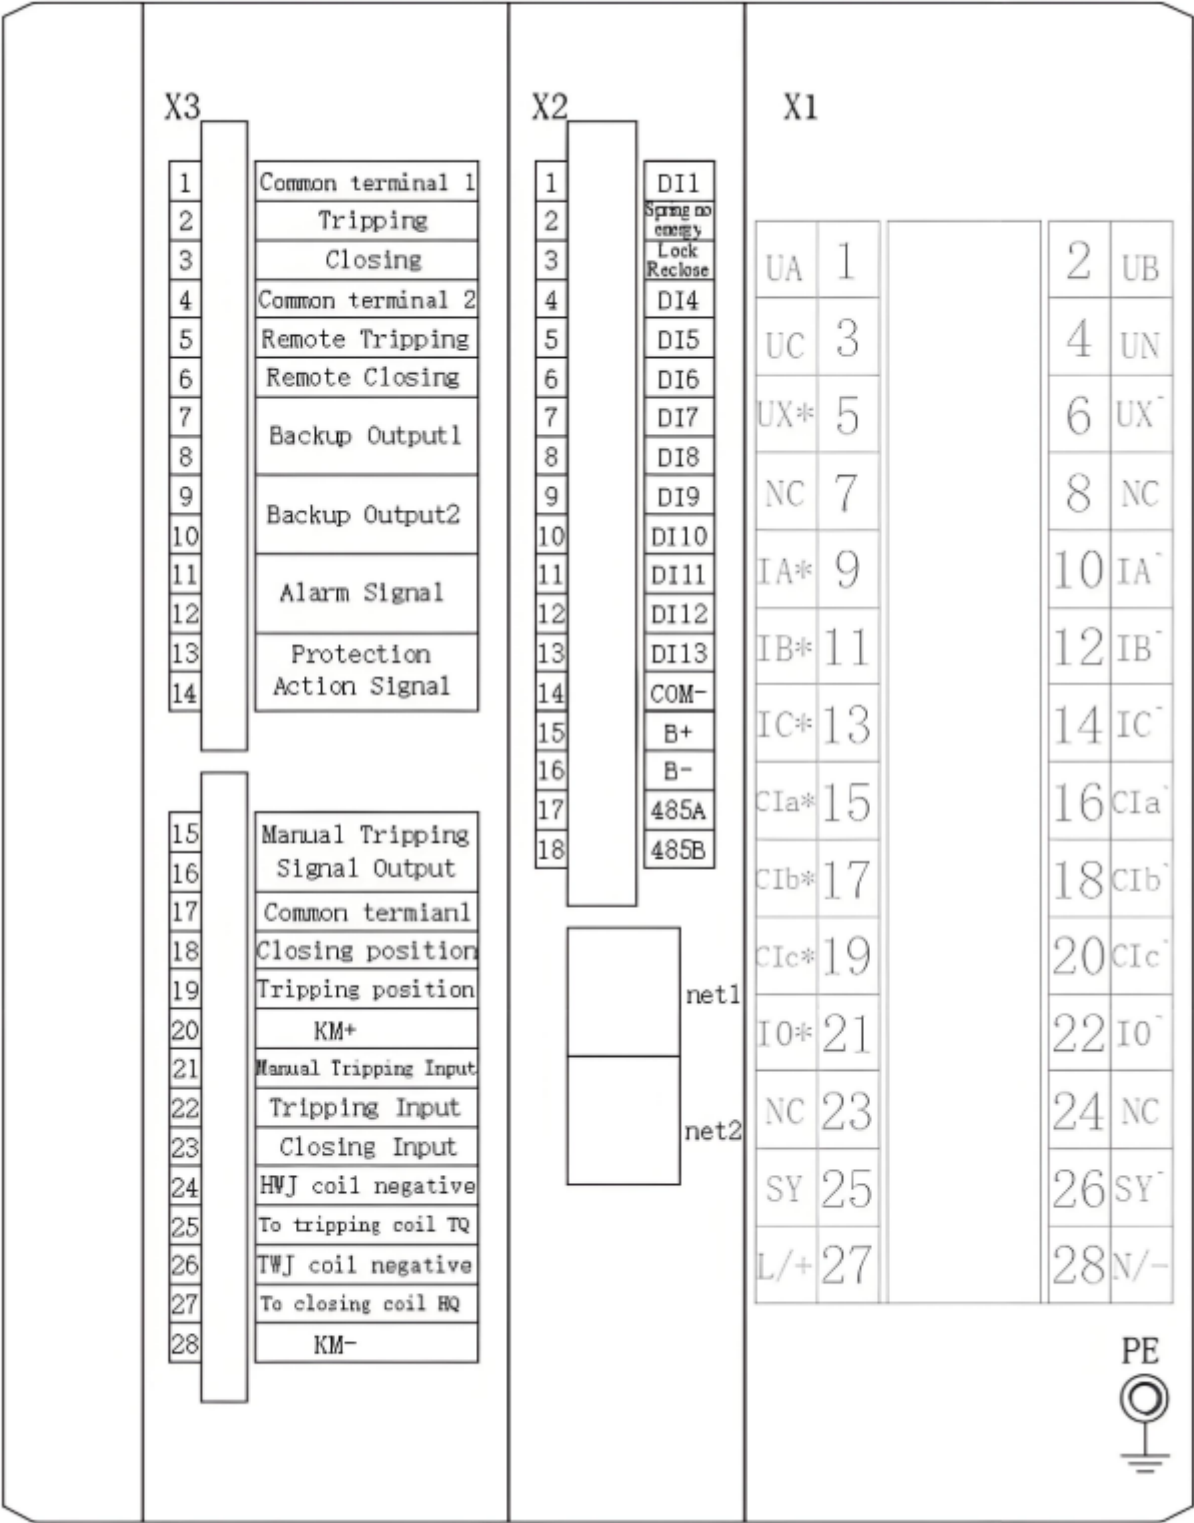 X3
1 Common terminal 1
2 Tripping
3 Closing
4 Common terminal 2
5 Remote Tripping
6 Remote Closing
7
Backup Output1
8
9
Backup Output2
10
11
Alarm Signal
12
13 Protection
14 Action Signal
15 Manual Tripping
16 Signal Output
17 Common termianl
18 Closing position
19 Tripping position
20 KM+
21 Manual Tripping Input
22 Tripping Input
23 Closing Input
24 HWJ coil negative
25 To tripping coil TQ
26 TWJ coil negative
27 To closing coil HQ
28 KM-
X2
1 DI1
2 Spring no
energy
3 Lock
Reclose
4 DI4
5 DI5
6 DI6
7 DI7
8 DI8
9 DI9
10 DI10
11 DI11
12 DI12
13 DI13
14 COM-
15 B+
16 B-
17 485A
18 485B
net1
net2
X1
UA 1 2 UB
UC 3 4 UN
UX* 5 6 UX-
NC 7 8 NC
IA* 9 10 IA-
IB* 11 12 IB-
IC* 13 14 IC-
CIa* 15 16 CIa-
CIb* 17 18 CIb-
CIc* 19 20 CIc-
I0* 21 22 I0-
NC 23 24 NC
SY 25 26 SY-
L/+ 27 28 N/-
PE